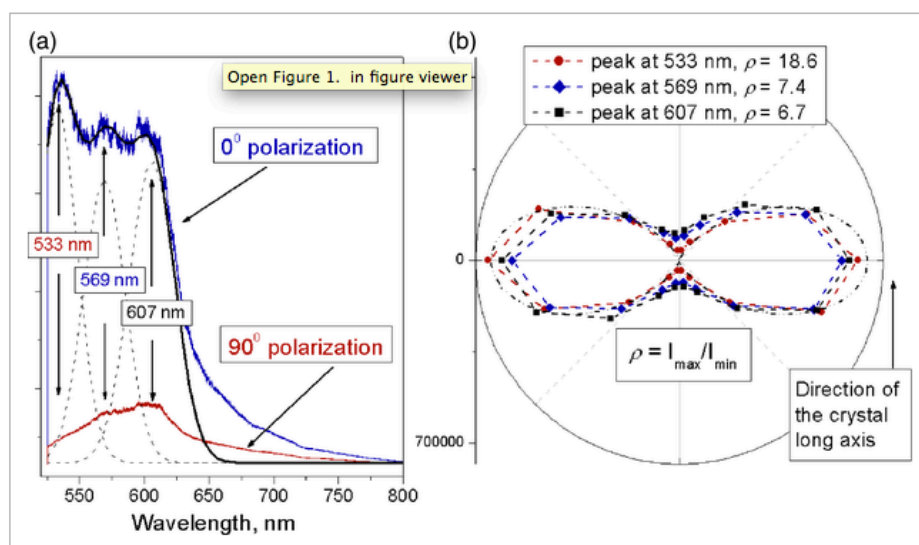 (a)
Open Figure 1.  in figure viewer
0⁰ polarization
533 nm
569 nm
607 nm
90⁰ polarization
550
600
650
700
750
800
Wavelength, nm
(b)
peak at 533 nm, ρ = 18.6
peak at 569 nm, ρ = 7.4
peak at 607 nm, ρ = 6.7
0
ρ = Imax/Imin
Direction of
the crystal
long axis
700000